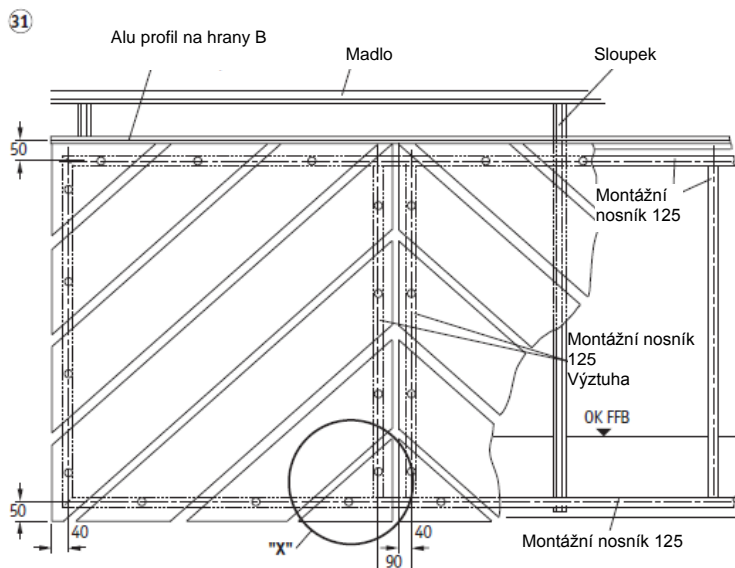 31
Alu profil na hrany B
Madlo
Sloupek
50
Montážní
nosník 125
Montážní nosník
125
Výztuha
OK FFB
50
40
"X"
40
90
Montážní nosník 125